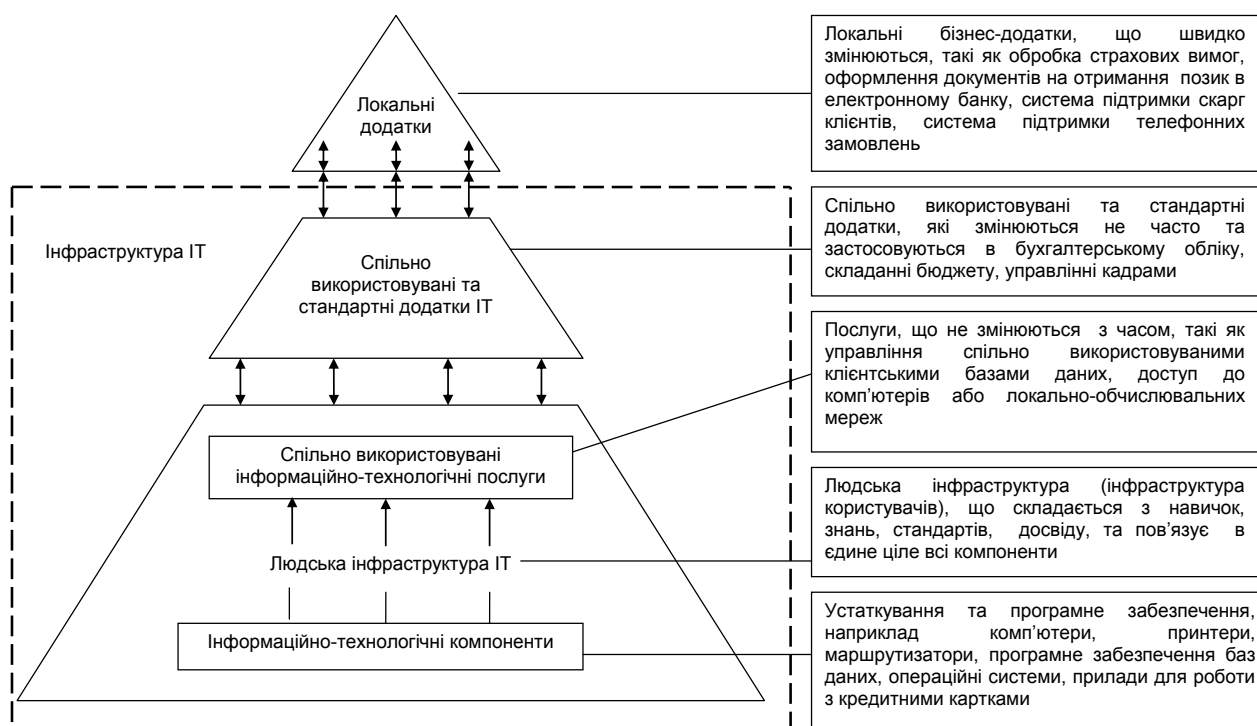 Локальні бізнес-додатки, що швидко
змінюються, такі як обробка страхових вимог,
оформлення документів на отримання позик в
електронному банку, система підтримки скарг
клієнтів, система підтримки телефонних
замовлень
Локальні
додатки
Інфраструктура ІТ
Спільно
використовувані та
стандартні додатки ІТ
Спільно використовувані та стандартні
додатки, які змінюються не часто та
застосовуються в бухгалтерському обліку,
складанні бюджету, управлінні кадрами
Послуги, що не змінюються з часом, такі як
управління спільно використовуваними
клієнтськими базами даних, доступ до
комп’ютерів або локально-обчислювальних
мереж
Спільно використовувані
інформаційно-технологічні послуги
Людська інфраструктура (інфраструктура
користувачів), що складається з навичок,
знань, стандартів, досвіду, та пов’язує в
єдине ціле всі компоненти
Людська інфраструктура ІТ
Інформаційно-технологічні компоненти
Устаткування та програмне забезпечення,
наприклад комп’ютери, принтери,
маршрутизатори, програмне забезпечення баз
даних, операційні системи, прилади для роботи
з кредитними картками